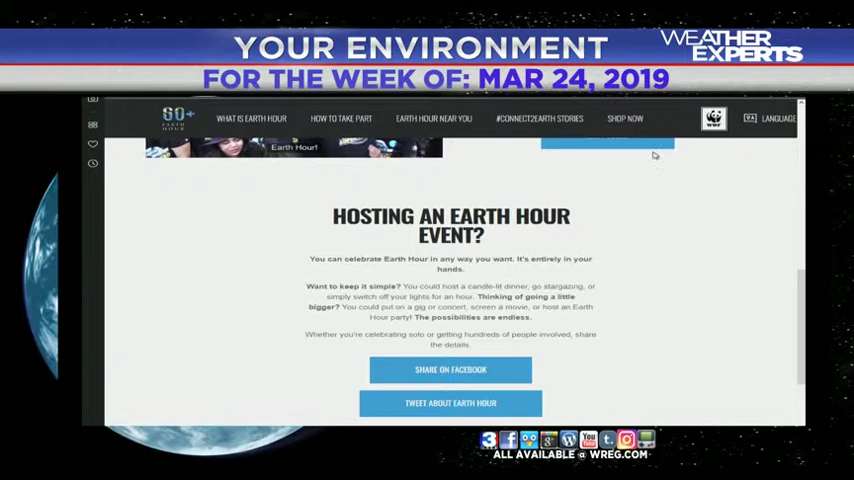 YOUR ENVIRONMENT
WEATHER
EXPERTS
FOR THE WEEK OF: MAR 24, 2019
60+
EARTH
HOUR
WHAT IS EARTH HOUR
HOW TO TAKE PART
EARTH HOUR NEAR YOU
#CONNECT2EARTH STORIES
SHOP NOW
WWF
LANGUAGE
Earth Hour!
HOSTING AN EARTH HOUR
EVENT?
You can celebrate Earth Hour in any way you want. It's entirely in your
hands.
Want to keep it simple? You could host a candle-lit dinner, go stargazing, or
simply switch off your lights for an hour. Thinking of going a little
bigger? You could put on a gig or concert, screen a movie, or host an Earth
Hour party! The possibilities are endless.
Whether you're celebrating solo or getting hundreds of people involved, share
the details.
SHARE ON FACEBOOK
TWEET ABOUT EARTH HOUR
3
You
ALL AVAILABLE @ WREG.COM